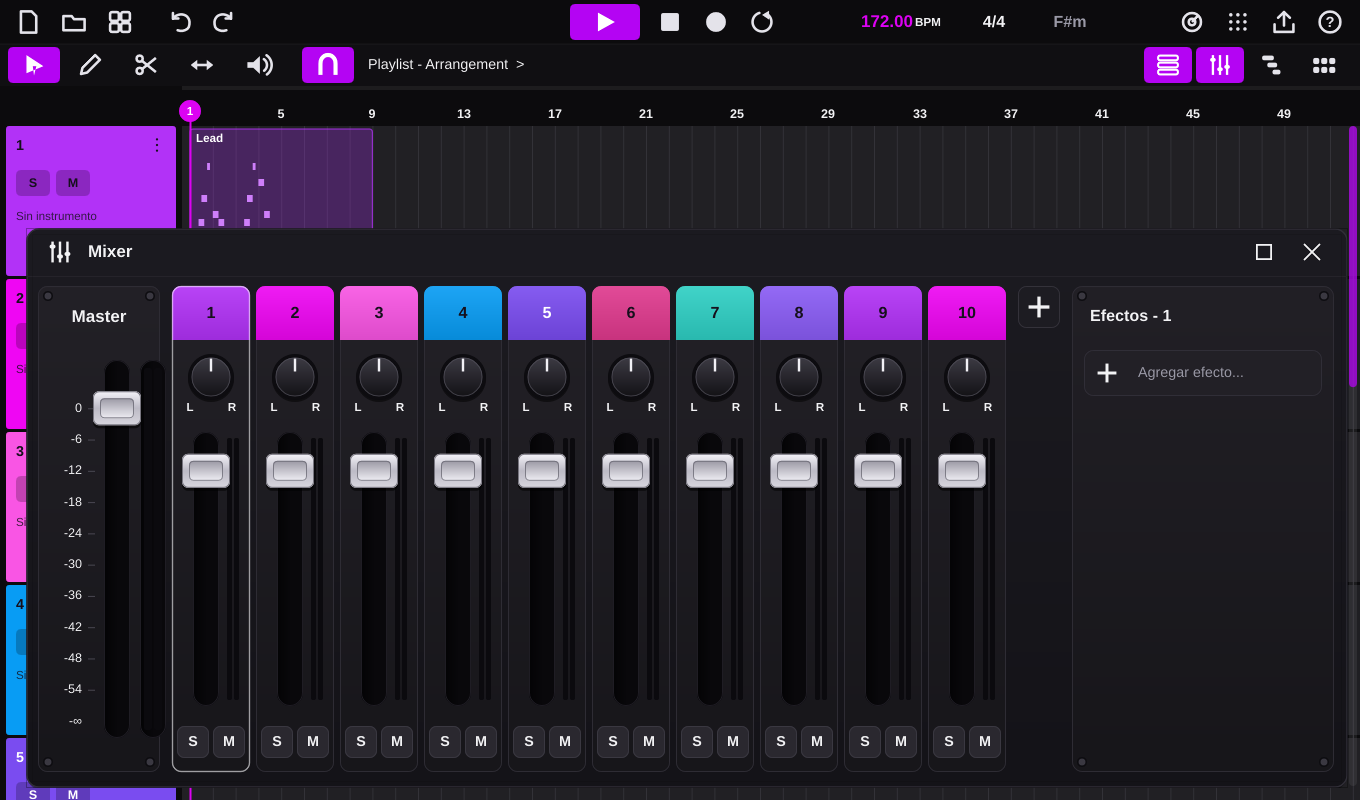 172.00 BPM 4/4 F#m ?
Playlist - Arrangement >
1 5 9 13 17 21 25 29 33 37 41 45 49
1
Lead
S M
Sin instrumento
Mixer
2
3
4
5
S M
Master
0
-6
-12
-18
-24
-30
-36
-42
-48
-54
-∞
1 2 3 4 5 6 7 8 9 10
L R L R L R L R L R L R L R L R L R L R
S M S M S M S M S M S M S M S M S M S M
Efectos - 1
Agregar efecto...